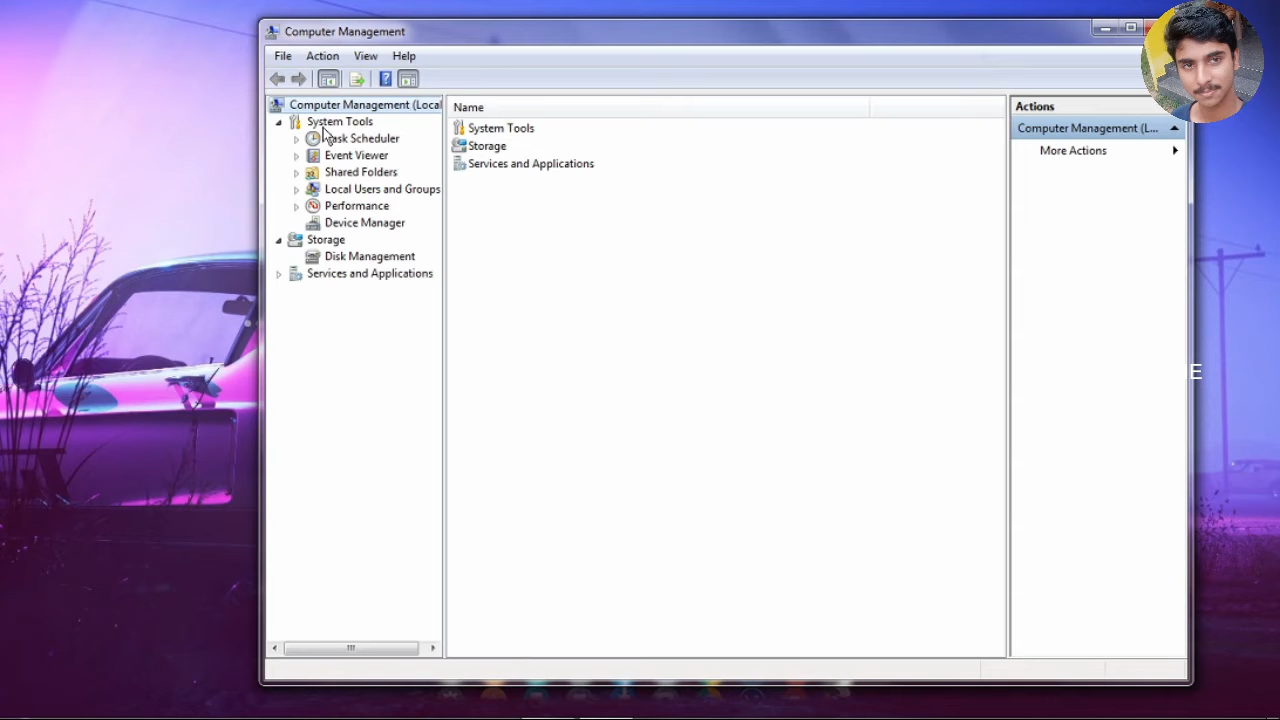 Computer Management
File Action View Help
Computer Management (Local
System Tools
Task Scheduler
Event Viewer
Shared Folders
Local Users and Groups
Performance
Device Manager
Storage
Disk Management
Services and Applications
Name
System Tools
Storage
Services and Applications
Actions
Computer Management (L...
More Actions
E